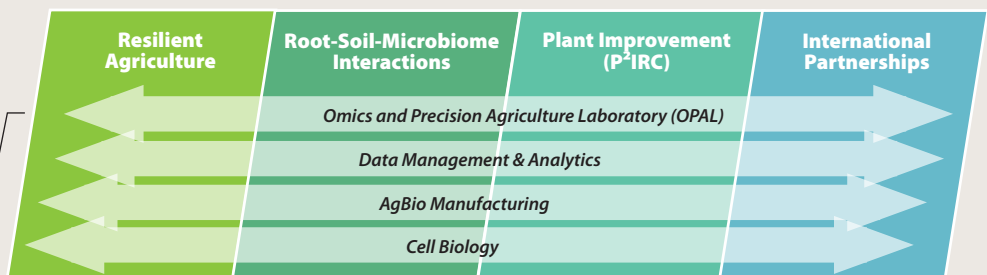 Resilient
Agriculture
Root-Soil-Microbiome
Interactions
Plant Improvement
(P²IRC)
International
Partnerships
Omics and Precision Agriculture Laboratory (OPAL)
Data Management & Analytics
AgBio Manufacturing
Cell Biology